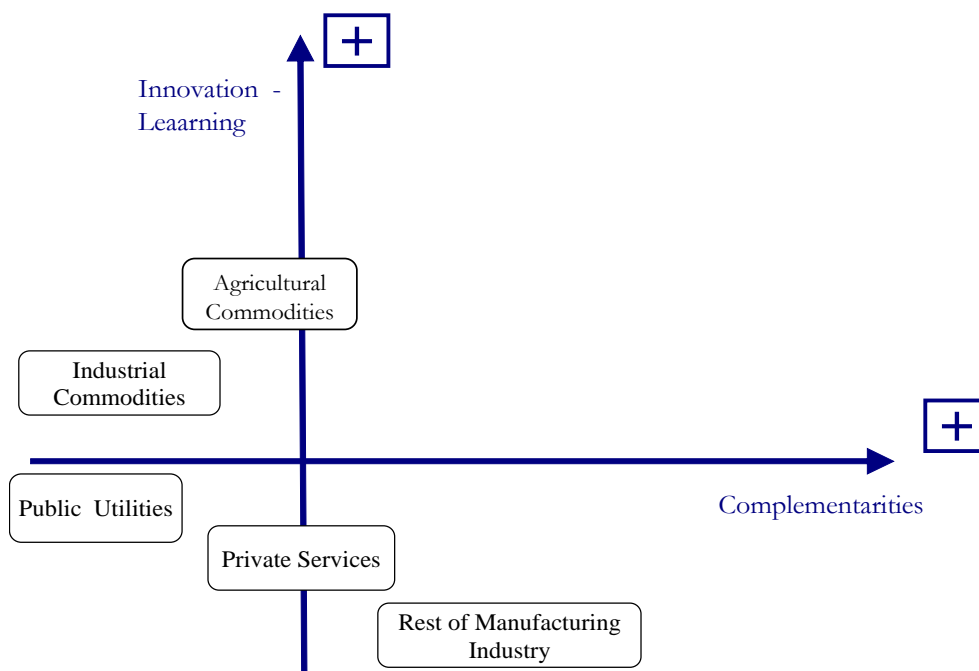 +
Innovation -
Leaarning
Agricultural
Commodities
Industrial
Commodities
+
Complementarities
Public Utilities
Private Services
Rest of Manufacturing
Industry